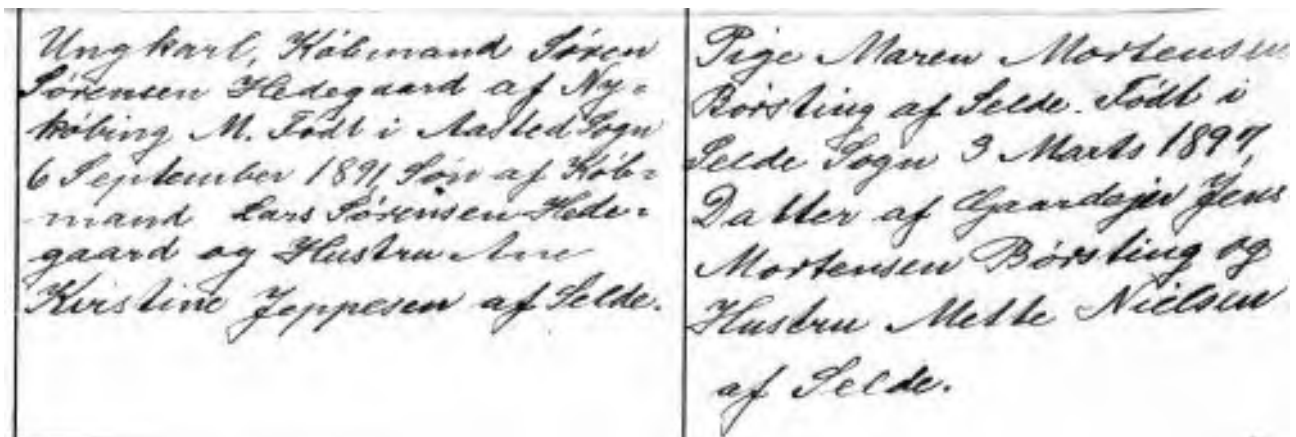 Ungkarl, Købmand Søren
Sørensen Hedegaard af Ny=
købing M. Født i Aasted Sogn
6 September 1891, Søn af Køb=
-mand Lars Sørensen Hede=
gaard og Hustru Ane
Kirstine Jeppesen af Selde.
Pige Maren Mortensen
Børsting af Selde. Født i
Selde Sogn 3 Marts 1897,
Datter af Gaardejer Jens
Mortensen Børsting og
Hustru Mette Nielsen
af Selde.